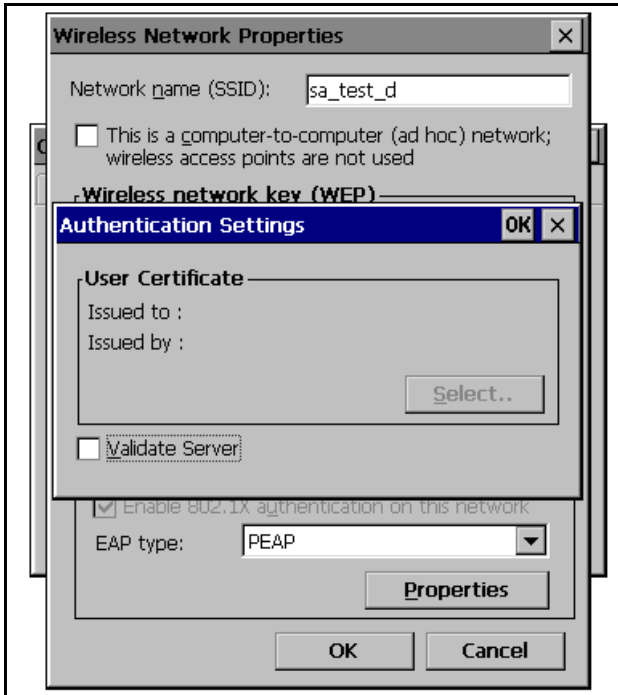 Wireless Network Properties
Network name (SSID): sa_test_d
This is a computer-to-computer (ad hoc) network;
wireless access points are not used
Wireless network key (WEP)
Authentication Settings OK
User Certificate
Issued to :
Issued by :
Select..
Validate Server
Enable 802.1X authentication on this network
EAP type: PEAP
Properties
OK Cancel